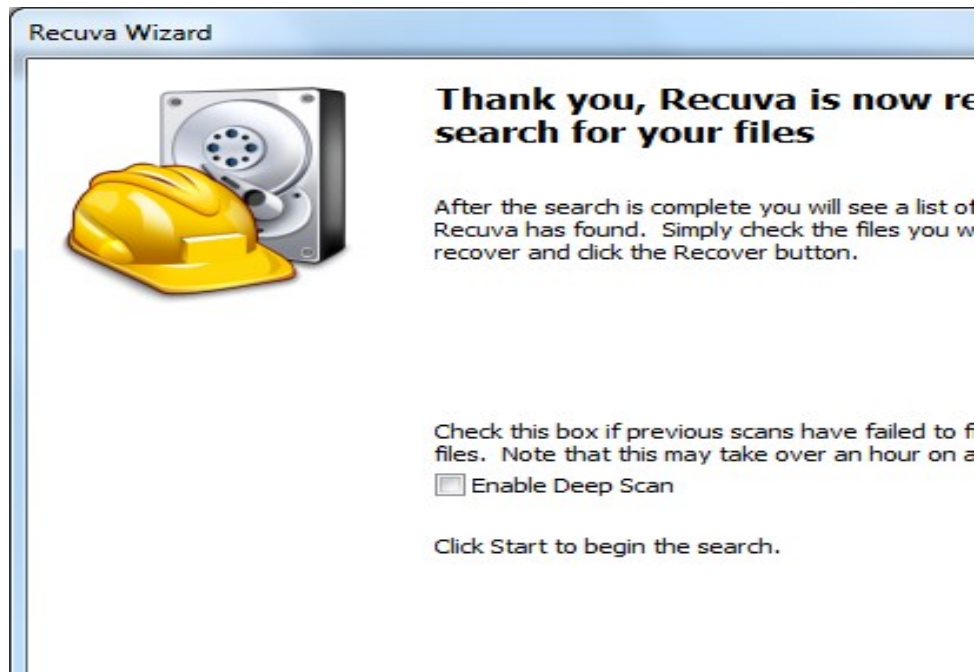 Recuva Wizard
Thank you, Recuva is now re
search for your files
After the search is complete you will see a list of
Recuva has found. Simply check the files you w
recover and click the Recover button.
Check this box if previous scans have failed to fi
files. Note that this may take over an hour on a
Enable Deep Scan
Click Start to begin the search.